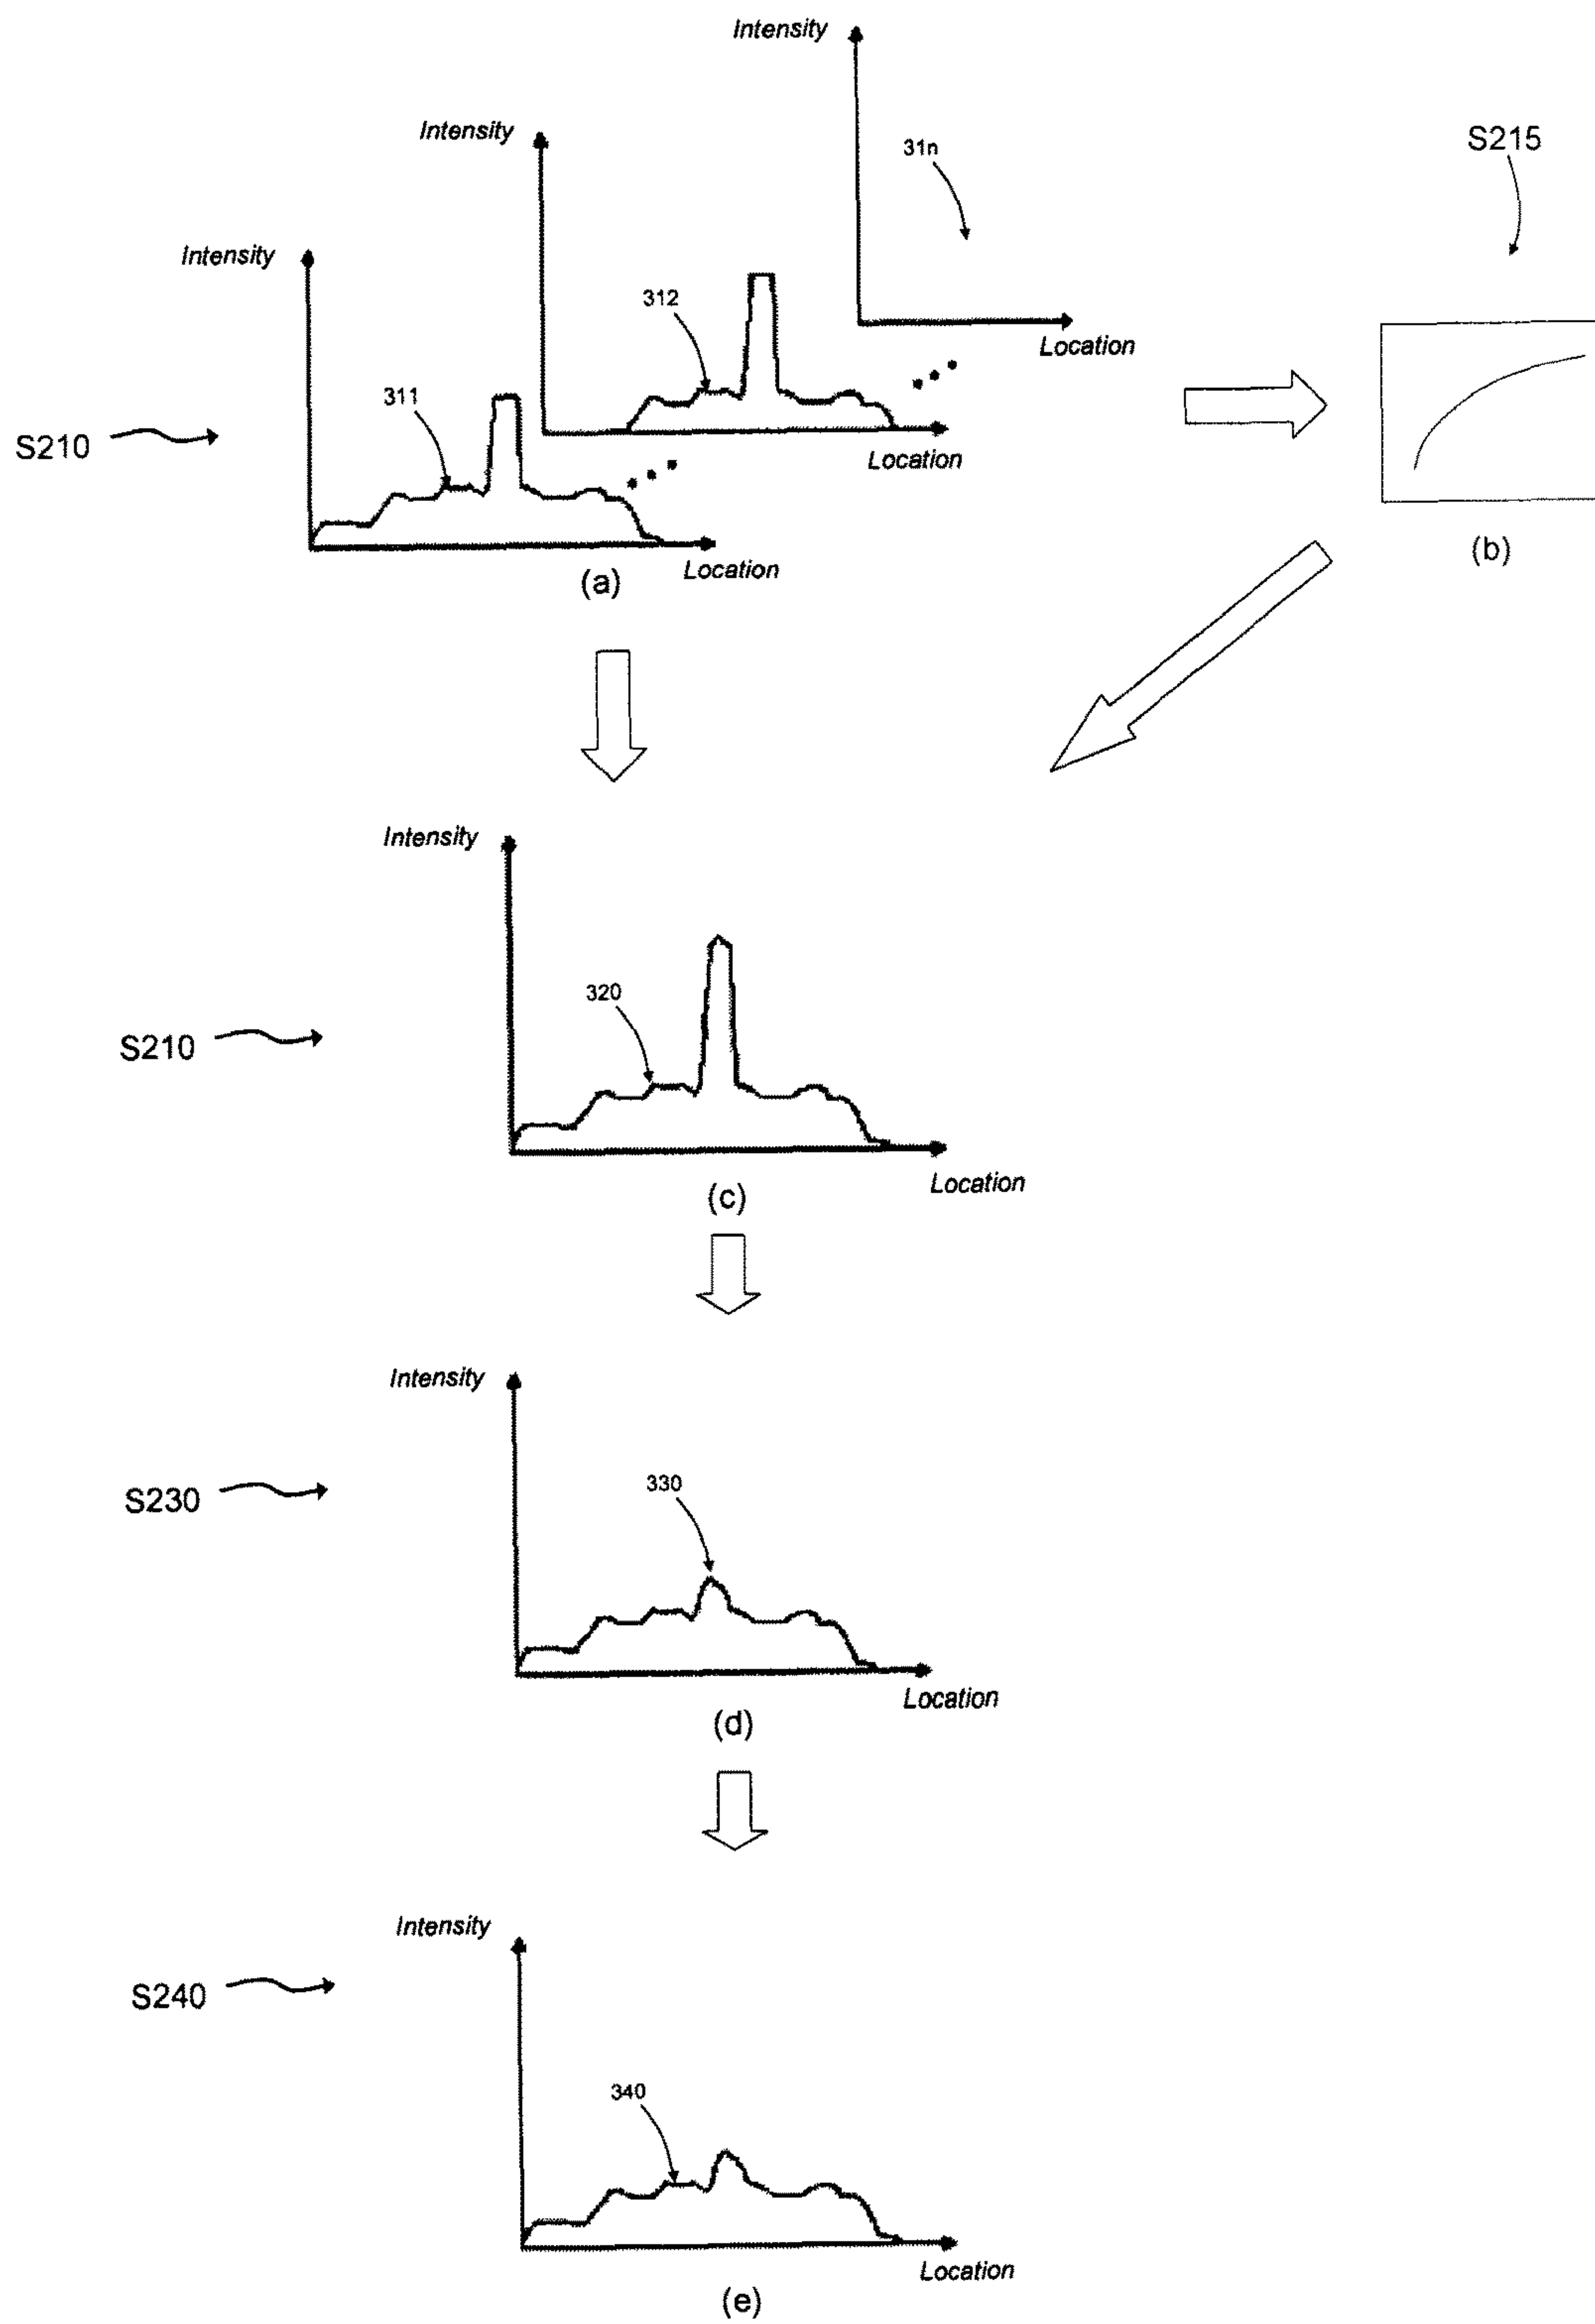 Intensity
Intensity
31n
S215
Intensity
312
Location
311
S210
Location
(b)
Location
(a)
Intensity
320
S210
Location
(c)
Intensity
330
S230
Location
(d)
Intensity
S240
340
Location
(e)